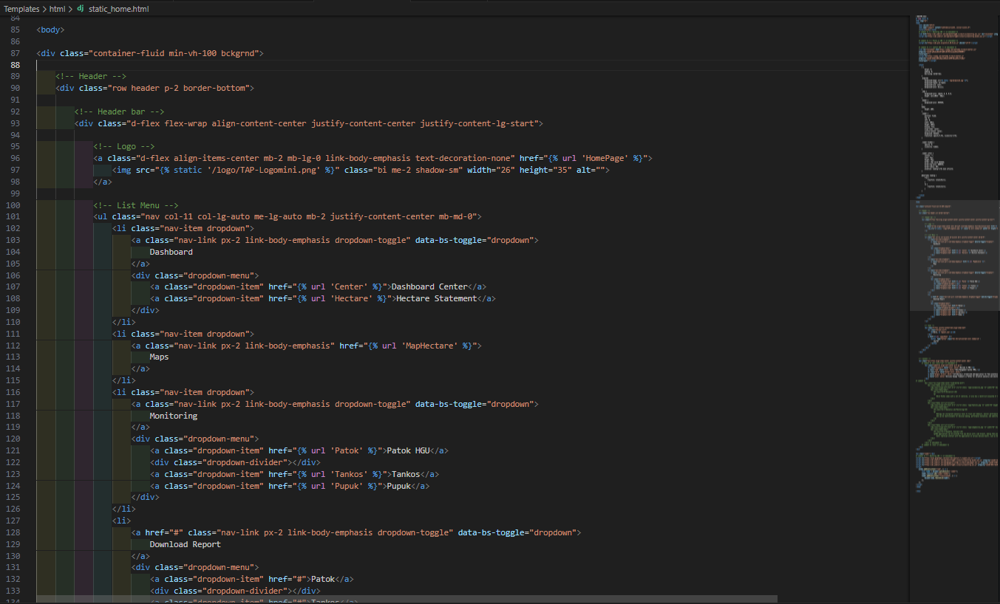 Templates > html > dj static_home.html
84
85 <body>
86
87 <div class="container-fluid min-vh-100 bckgrnd">
88
89 <!-- Header -->
90 <div class="row header p-2 border-bottom">
91
92 <!-- Header bar -->
93 <div class="d-flex flex-wrap align-content-center justify-content-center justify-content-lg-start">
94
95 <!-- Logo -->
96 <a class="d-flex align-items-center mb-2 mb-lg-0 link-body-emphasis text-decoration-none" href="{% url 'HomePage' %}">
97 <img src="{% static '/logo/TAP-Logomini.png' %}" class="bi me-2 shadow-sm" width="26" height="35" alt="">
98 </a>
99
100 <!-- List Menu -->
101 <ul class="nav col-11 col-lg-auto me-lg-auto mb-2 justify-content-center mb-md-0">
102 <li class="nav-item dropdown">
103 <a class="nav-link px-2 link-body-emphasis dropdown-toggle" data-bs-toggle="dropdown">
104 Dashboard
105 </a>
106 <div class="dropdown-menu">
107 <a class="dropdown-item" href="{% url 'Center' %}">Dashboard Center</a>
108 <a class="dropdown-item" href="{% url 'Hectare' %}">Hectare Statement</a>
109 </div>
110 </li>
111 <li class="nav-item dropdown">
112 <a class="nav-link px-2 link-body-emphasis" href="{% url 'MapHectare' %}">
113 Maps
114 </a>
115 </li>
116 <li class="nav-item dropdown">
117 <a class="nav-link px-2 link-body-emphasis dropdown-toggle" data-bs-toggle="dropdown">
118 Monitoring
119 </a>
120 <div class="dropdown-menu">
121 <a class="dropdown-item" href="{% url 'Patok' %}">Patok HGU</a>
122 <div class="dropdown-divider"></div>
123 <a class="dropdown-item" href="{% url 'Tankos' %}">Tankos</a>
124 <a class="dropdown-item" href="{% url 'Pupuk' %}">Pupuk</a>
125 </div>
126 </li>
127 <li>
128 <a href="#" class="nav-link px-2 link-body-emphasis dropdown-toggle" data-bs-toggle="dropdown">
129 Download Report
130 </a>
131 <div class="dropdown-menu">
132 <a class="dropdown-item" href="#">Patok</a>
133 <div class="dropdown-divider"></div>
134 <a class="dropdown-item" href="#">Tankos</a>